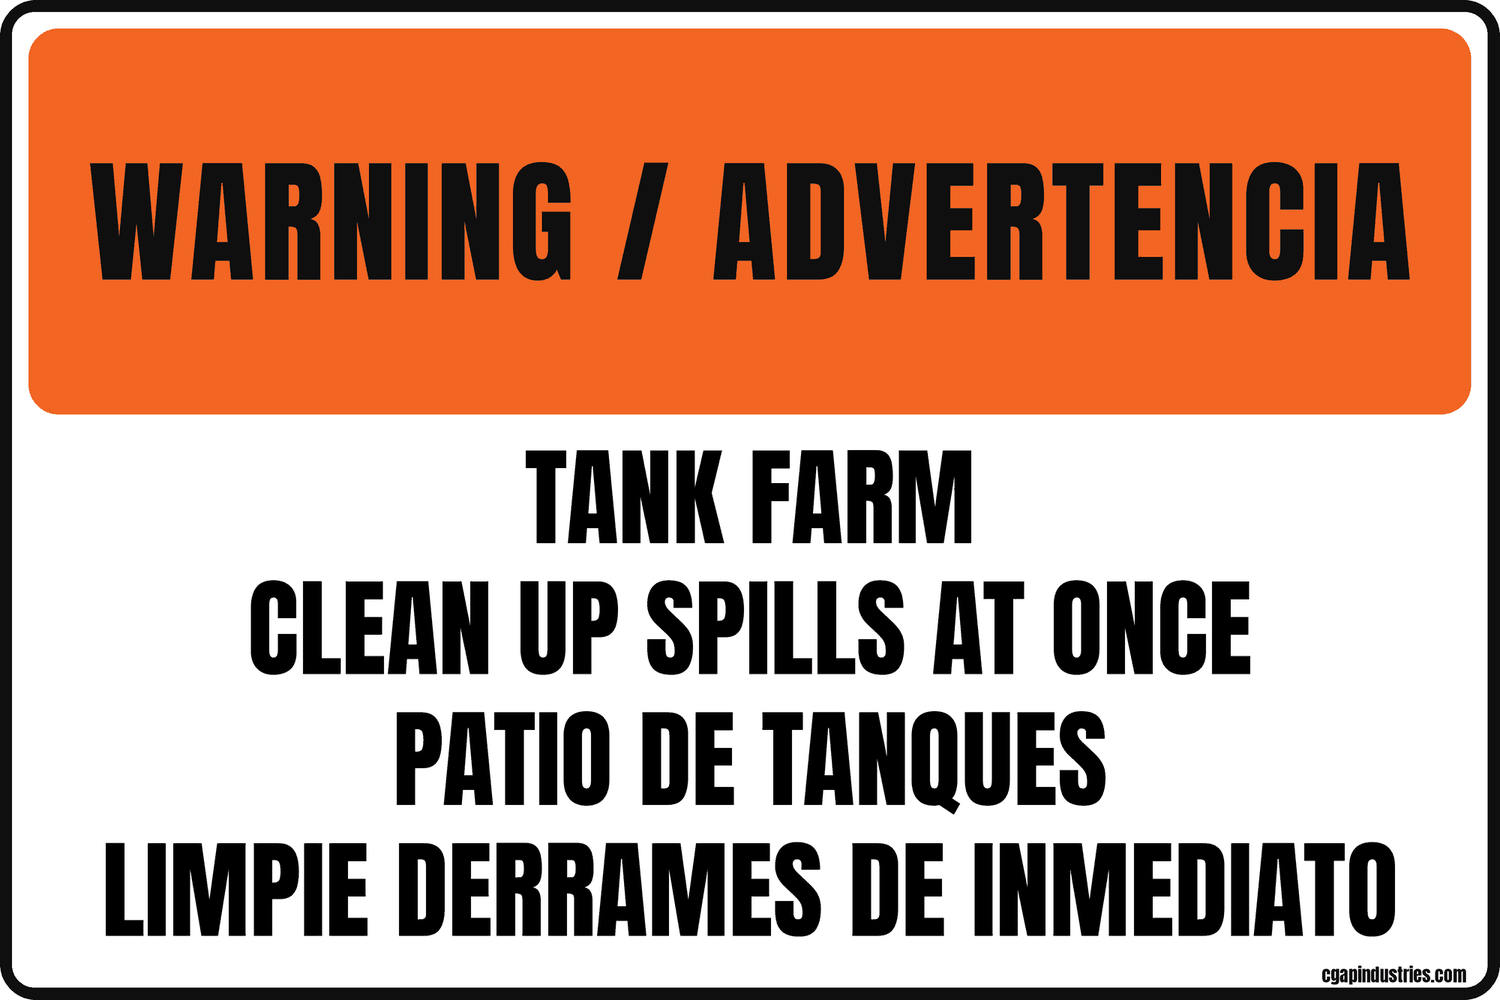 WARNING / ADVERTENCIA
TANK FARM
CLEAN UP SPILLS AT ONCE
PATIO DE TANQUES
LIMPIE DERRAMES DE INMEDIATO
cgapindustries.com